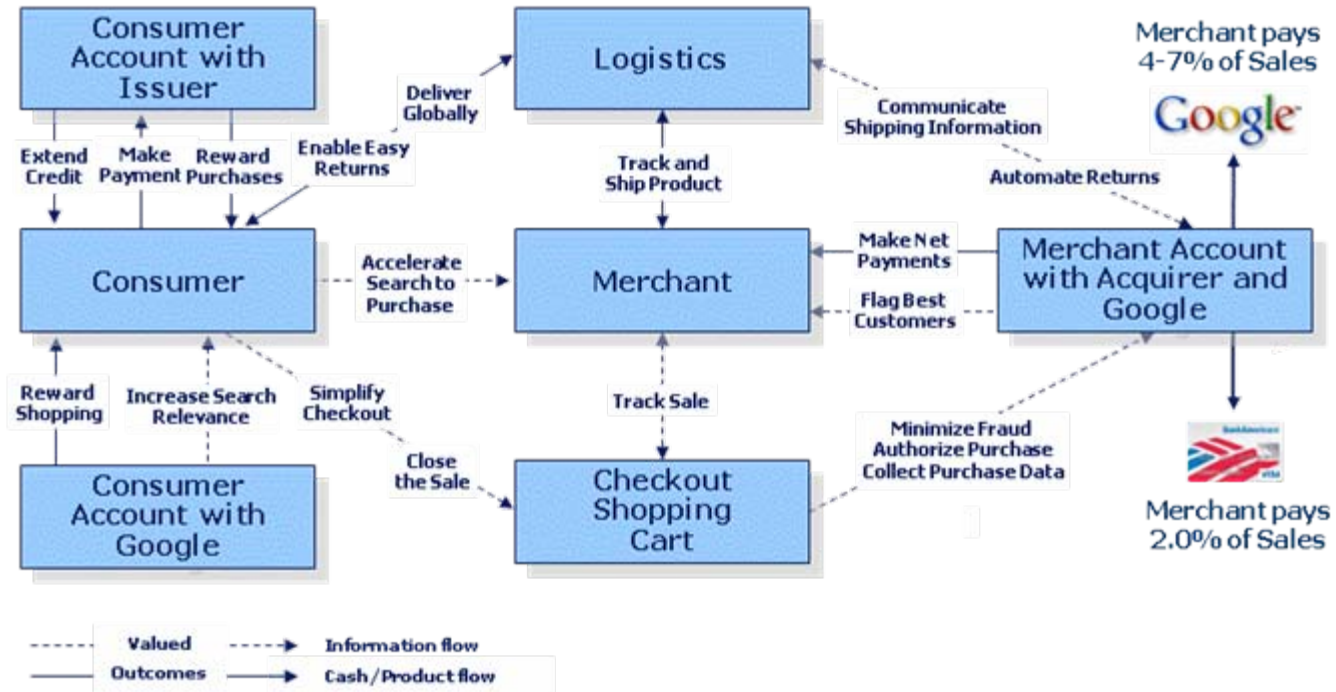 Consumer
Account with
Issuer
Logistics
Merchant pays
4-7% of Sales
Google™
Deliver
Globally
Communicate
Shipping Information
Extend
Credit
Make
Payment
Reward
Purchases
Enable Easy
Returns
Track and
Ship Product
Automate Returns
Consumer
Accelerate
Search to
Purchase
Merchant
Make Net
Payments
Flag Best
Customers
Merchant Account
with Acquirer and
Google
Reward
Shopping
Increase Search
Relevance
Simplify
Checkout
Track Sale
Minimize Fraud
Authorize Purchase
Collect Purchase Data
Close
the Sale
Consumer
Account with
Google
Checkout
Shopping
Cart
BankAmericard
VISA
Merchant pays
2.0% of Sales
Valued
Information flow
Outcomes
Cash/Product flow